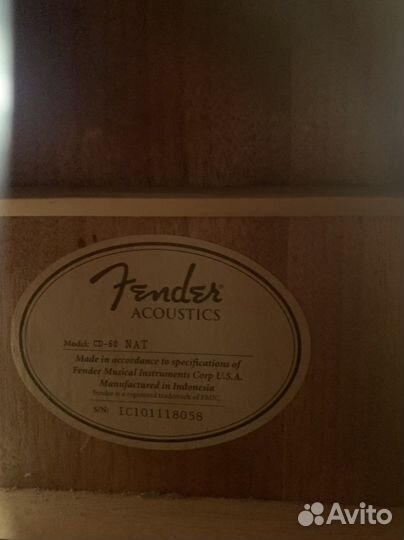 Fender
ACOUSTICS
Model: CD-60 NAT
Made in accordance to specifications of
Fender Musical Instruments Corp U.S.A.
Manufactured in Indonesia
Fender is a registered trademark of FMIC.
S/N: IC101118058
Avito